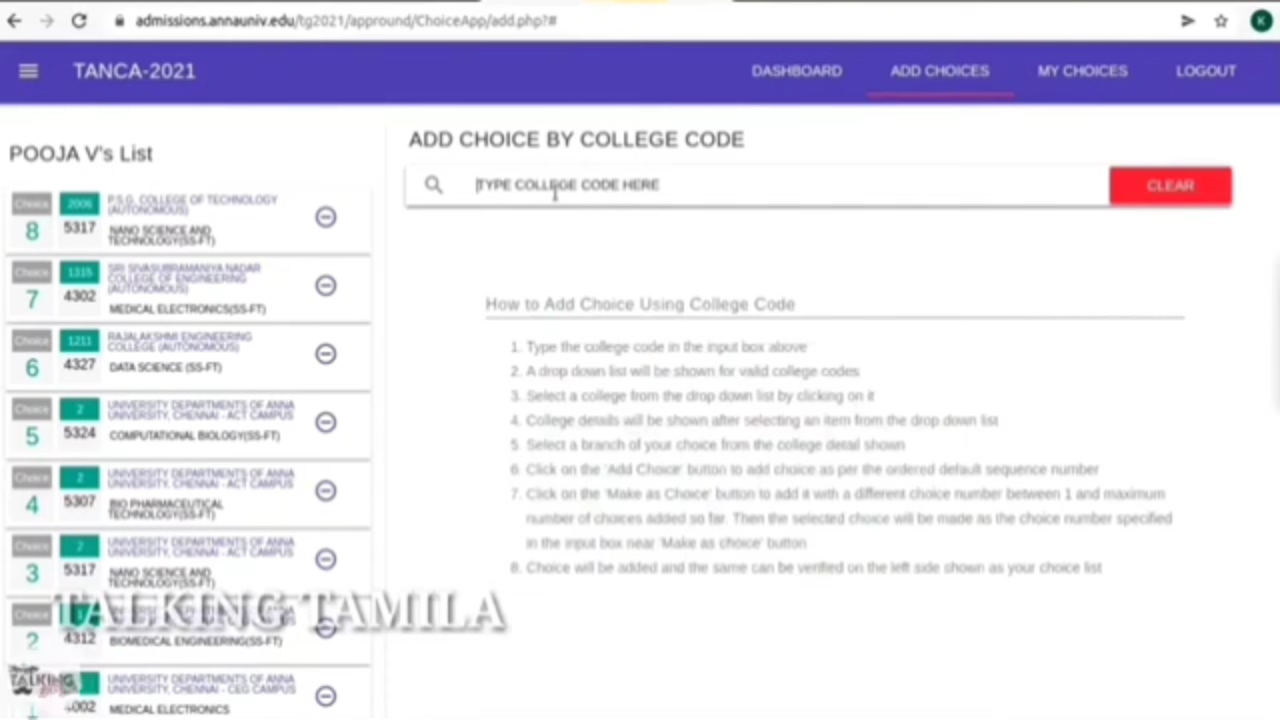 admissions.annauniv.edu/tg2021/appround/ChoiceApp/add.php?#
K
TANCA-2021
DASHBOARD
ADD CHOICES
MY CHOICES
LOGOUT
POOJA V's List
Choice
8
2006
5317
P.S.G. COLLEGE OF TECHNOLOGY
(AUTONOMOUS)
NANO SCIENCE AND
TECHNOLOGY(SS-FT)
Choice
7
1315
4302
SRI SIVASUBRAMANIYA NADAR
COLLEGE OF ENGINEERING
(AUTONOMOUS)
MEDICAL ELECTRONICS(SS-FT)
Choice
6
1211
4327
RAJALAKSHMI ENGINEERING
COLLEGE (AUTONOMOUS)
DATA SCIENCE (SS-FT)
Choice
5
2
5324
UNIVERSITY DEPARTMENTS OF ANNA
UNIVERSITY, CHENNAI - ACT CAMPUS
COMPUTATIONAL BIOLOGY(SS-FT)
Choice
4
2
5307
UNIVERSITY DEPARTMENTS OF ANNA
UNIVERSITY, CHENNAI - ACT CAMPUS
BIO PHARMACEUTICAL
TECHNOLOGY(SS-FT)
Choice
3
2
5317
UNIVERSITY DEPARTMENTS OF ANNA
UNIVERSITY, CHENNAI - ACT CAMPUS
NANO SCIENCE AND
TECHNOLOGY(SS-FT)
Choice
2
4312
BIOMEDICAL ENGINEERING(SS-FT)
UNIVERSITY DEPARTMENTS OF ANNA
UNIVERSITY, CHENNAI - CEG CAMPUS
MEDICAL ELECTRONICS
TALKING TAMILA
TALKING
ADD CHOICE BY COLLEGE CODE
TYPE COLLEGE CODE HERE
CLEAR
How to Add Choice Using College Code
1. Type the college code in the input box above
2. A drop down list will be shown for valid college codes
3. Select a college from the drop down list by clicking on it
4. College details will be shown after selecting an item from the drop down list
5. Select a branch of your choice from the college detail shown
6. Click on the 'Add Choice' button to add choice as per the ordered default sequence number
7. Click on the 'Make as Choice' button to add it with a different choice number between 1 and maximum
number of choices added so far. Then the selected choice will be made as the choice number specified
in the input box near 'Make as choice' button
8. Choice will be added and the same can be verified on the left side shown as your choice list